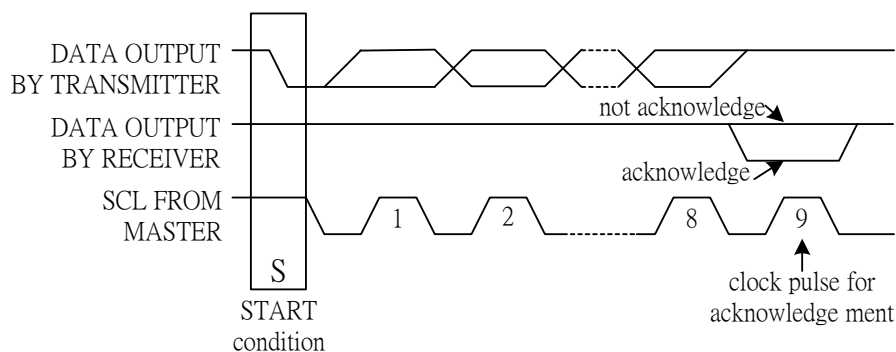 DATA OUTPUT
BY TRANSMITTER
not acknowledge
DATA OUTPUT
BY RECEIVER
acknowledge
SCL FROM
MASTER
1
2
8
9
S
START
condition
clock pulse for
acknowledge ment